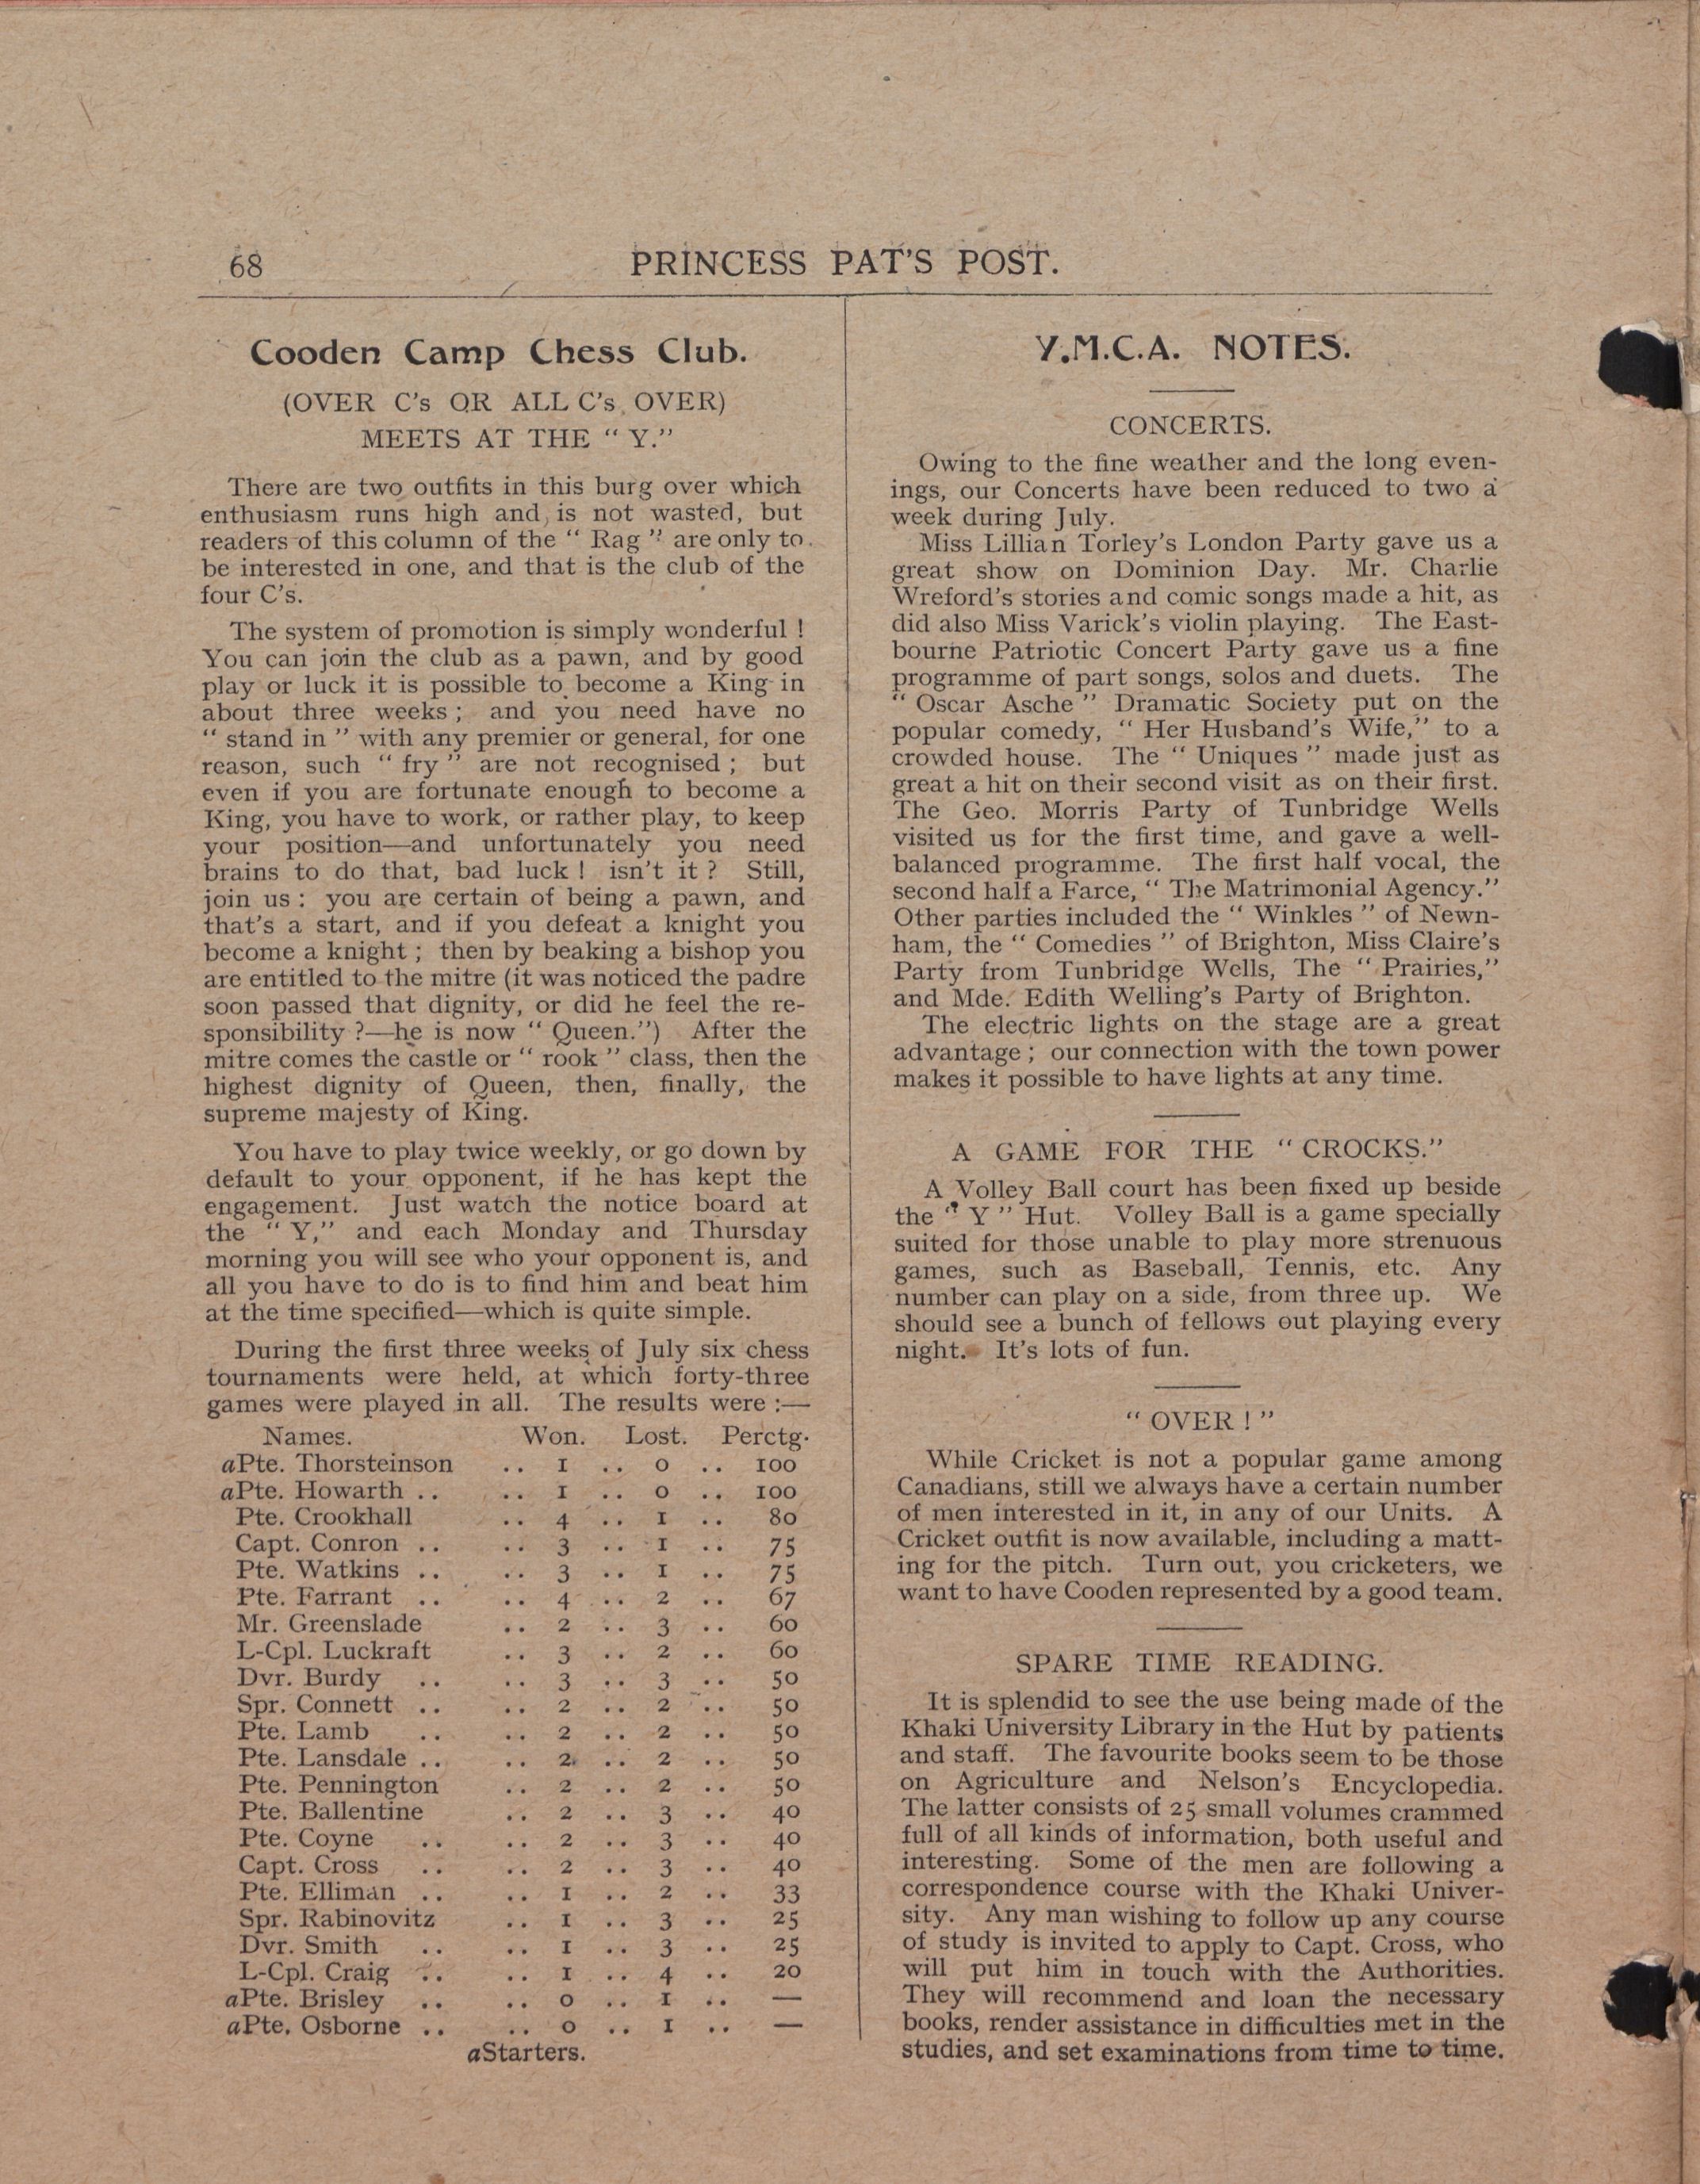 68
PRINCESS PAT'S POST.
Cooden Camp Chess Club.
(OVER C's OR ALL C's OVER)
MEETS AT THE “ Y.”
There are two outfits in this burg over which
enthusiasm runs high and is not wasted, but
readers of this column of the “ Rag ” are only to
be interested in one, and that is the club of the
four C's.
The system of promotion is simply wonderful !
You can join the club as a pawn, and by good
play or luck it is possible to become a King in
about three weeks ; and you need have no
“ stand in ” with any premier or general, for one
reason, such “ fry ” are not recognised ; but
even if you are fortunate enough to become a
King, you have to work, or rather play, to keep
your position—and unfortunately you need
brains to do that, bad luck ! isn't it ? Still,
join us : you are certain of being a pawn, and
that's a start, and if you defeat a knight you
become a knight ; then by beaking a bishop you
are entitled to the mitre (it was noticed the padre
soon passed that dignity, or did he feel the re-
sponsibility ?—he is now “ Queen.”) After the
mitre comes the castle or “ rook ” class, then the
highest dignity of Queen, then, finally, the
supreme majesty of King.
You have to play twice weekly, or go down by
default to your opponent, if he has kept the
engagement. Just watch the notice board at
the “ Y,” and each Monday and Thursday
morning you will see who your opponent is, and
all you have to do is to find him and beat him
at the time specified—which is quite simple.
During the first three weeks of July six chess
tournaments were held, at which forty-three
games were played in all. The results were :—
Names. Won. Lost. Perctg.
aPte. Thorsteinson .. 1 .. 0 .. 100
aPte. Howarth .. .. 1 .. 0 .. 100
Pte. Crookhall .. 4 .. 1 .. 80
Capt. Conron .. .. 3 .. 1 .. 75
Pte. Watkins .. .. 3 .. 1 .. 75
Pte. Farrant .. .. 4 .. 2 .. 67
Mr. Greenslade .. 2 .. 3 .. 60
L-Cpl. Luckraft .. 3 .. 2 .. 60
Dvr. Burdy .. .. 3 .. 3 .. 50
Spr. Connett .. .. 2 .. 2 .. 50
Pte. Lamb .. .. 2 .. 2 .. 50
Pte. Lansdale .. .. 2 .. 2 .. 50
Pte. Pennington .. 2 .. 2 .. 50
Pte. Ballentine .. 2 .. 3 .. 40
Pte. Coyne .. .. 2 .. 3 .. 40
Capt. Cross .. .. 2 .. 3 .. 40
Pte. Elliman .. .. 1 .. 2 .. 33
Spr. Rabinovitz .. 1 .. 3 .. 25
Dvr. Smith .. .. 1 .. 3 .. 25
L-Cpl. Craig .. .. 1 .. 4 .. 20
aPte. Brisley .. .. 0 .. 1 .. —
aPte. Osborne .. .. 0 .. 1 .. —
aStarters.
Y.M.C.A. NOTES.
CONCERTS.
Owing to the fine weather and the long even-
ings, our Concerts have been reduced to two a
week during July.
Miss Lillian Torley's London Party gave us a
great show on Dominion Day. Mr. Charlie
Wreford's stories and comic songs made a hit, as
did also Miss Varick's violin playing. The East-
bourne Patriotic Concert Party gave us a fine
programme of part songs, solos and duets. The
“ Oscar Asche ” Dramatic Society put on the
popular comedy, “ Her Husband's Wife,” to a
crowded house. The “ Uniques ” made just as
great a hit on their second visit as on their first.
The Geo. Morris Party of Tunbridge Wells
visited us for the first time, and gave a well-
balanced programme. The first half vocal, the
second half a Farce, “ The Matrimonial Agency.”
Other parties included the “ Winkles ” of Newn-
ham, the “ Comedies ” of Brighton, Miss Claire's
Party from Tunbridge Wells, The “ Prairies,”
and Mde. Edith Welling's Party of Brighton.
The electric lights on the stage are a great
advantage ; our connection with the town power
makes it possible to have lights at any time.
A GAME FOR THE “ CROCKS.”
A Volley Ball court has been fixed up beside
the “ Y ” Hut. Volley Ball is a game specially
suited for those unable to play more strenuous
games, such as Baseball, Tennis, etc. Any
number can play on a side, from three up. We
should see a bunch of fellows out playing every
night. It's lots of fun.
“ OVER ! ”
While Cricket is not a popular game among
Canadians, still we always have a certain number
of men interested in it, in any of our Units. A
Cricket outfit is now available, including a matt-
ing for the pitch. Turn out, you cricketers, we
want to have Cooden represented by a good team.
SPARE TIME READING.
It is splendid to see the use being made of the
Khaki University Library in the Hut by patients
and staff. The favourite books seem to be those
on Agriculture and Nelson's Encyclopedia.
The latter consists of 25 small volumes crammed
full of all kinds of information, both useful and
interesting. Some of the men are following a
correspondence course with the Khaki Univer-
sity. Any man wishing to follow up any course
of study is invited to apply to Capt. Cross, who
will put him in touch with the Authorities.
They will recommend and loan the necessary
books, render assistance in difficulties met in the
studies, and set examinations from time to time.